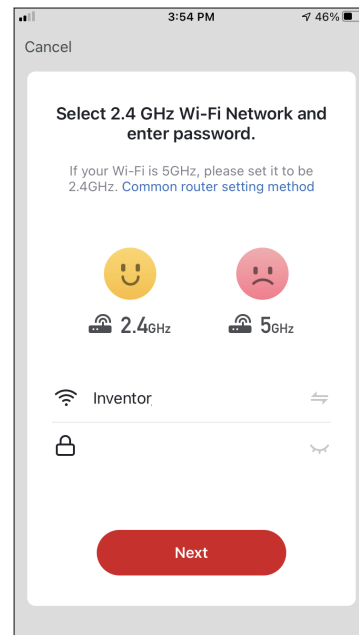 3:54 PM
46%
Cancel
Select 2.4 GHz Wi-Fi Network and
enter password.
If your Wi-Fi is 5GHz, please set it to be
2.4GHz. Common router setting method
2.4GHz
5GHz
Inventor
Next